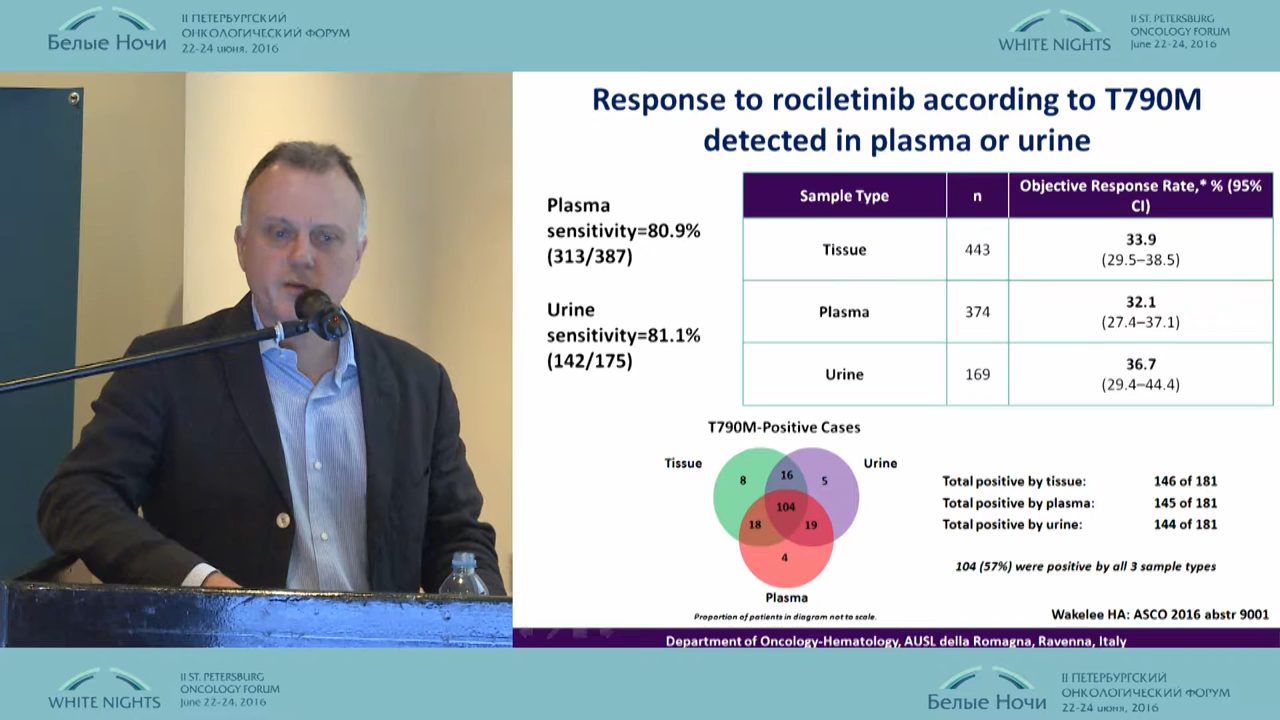 Белые Ночи
II ПЕТЕРБУРГСКИЙ
ОНКОЛОГИЧЕСКИЙ ФОРУМ
22-24 июня, 2016
WHITE NIGHTS
II ST. PETERSBURG
ONCOLOGY FORUM
June 22-24, 2016
Response to rociletinib according to T790M
detected in plasma or urine
Plasma
sensitivity=80.9%
(313/387)
Urine
sensitivity=81.1%
(142/175)
Sample Type n Objective Response Rate,* % (95%
CI)
Tissue 443 33.9
(29.5–38.5)
Plasma 374 32.1
(27.4–37.1)
Urine 169 36.7
(29.4–44.4)
T790M-Positive Cases
Tissue Urine
8 16 5
104
18 19
4
Plasma
Proportion of patients in diagram not to scale.
Total positive by tissue: 146 of 181
Total positive by plasma: 145 of 181
Total positive by urine: 144 of 181
104 (57%) were positive by all 3 sample types
Wakelee HA: ASCO 2016 abstr 9001
Department of Oncology-Hematology, AUSL della Romagna, Ravenna, Italy
WHITE NIGHTS
II ST. PETERSBURG
ONCOLOGY FORUM
June 22-24, 2016
Белые Ночи
II ПЕТЕРБУРГСКИЙ
ОНКОЛОГИЧЕСКИЙ ФОРУМ
22-24 июня, 2016